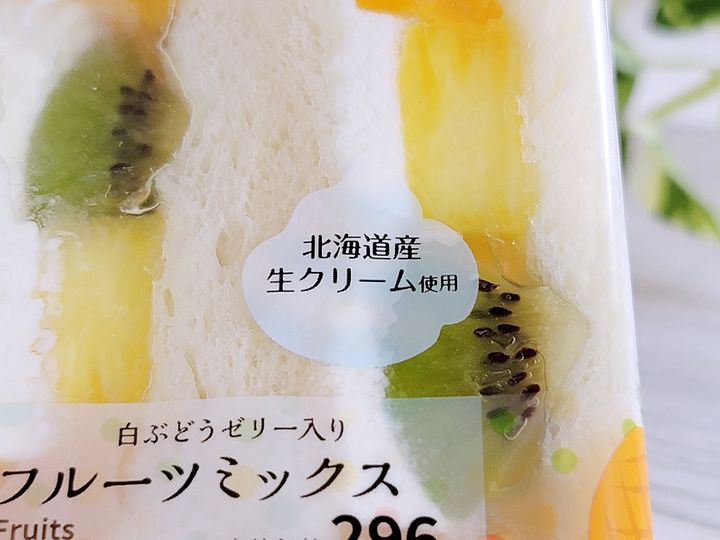 北海道産
生クリーム使用
白ぶどうゼリー入り
フルーツミックス
Fruits
296